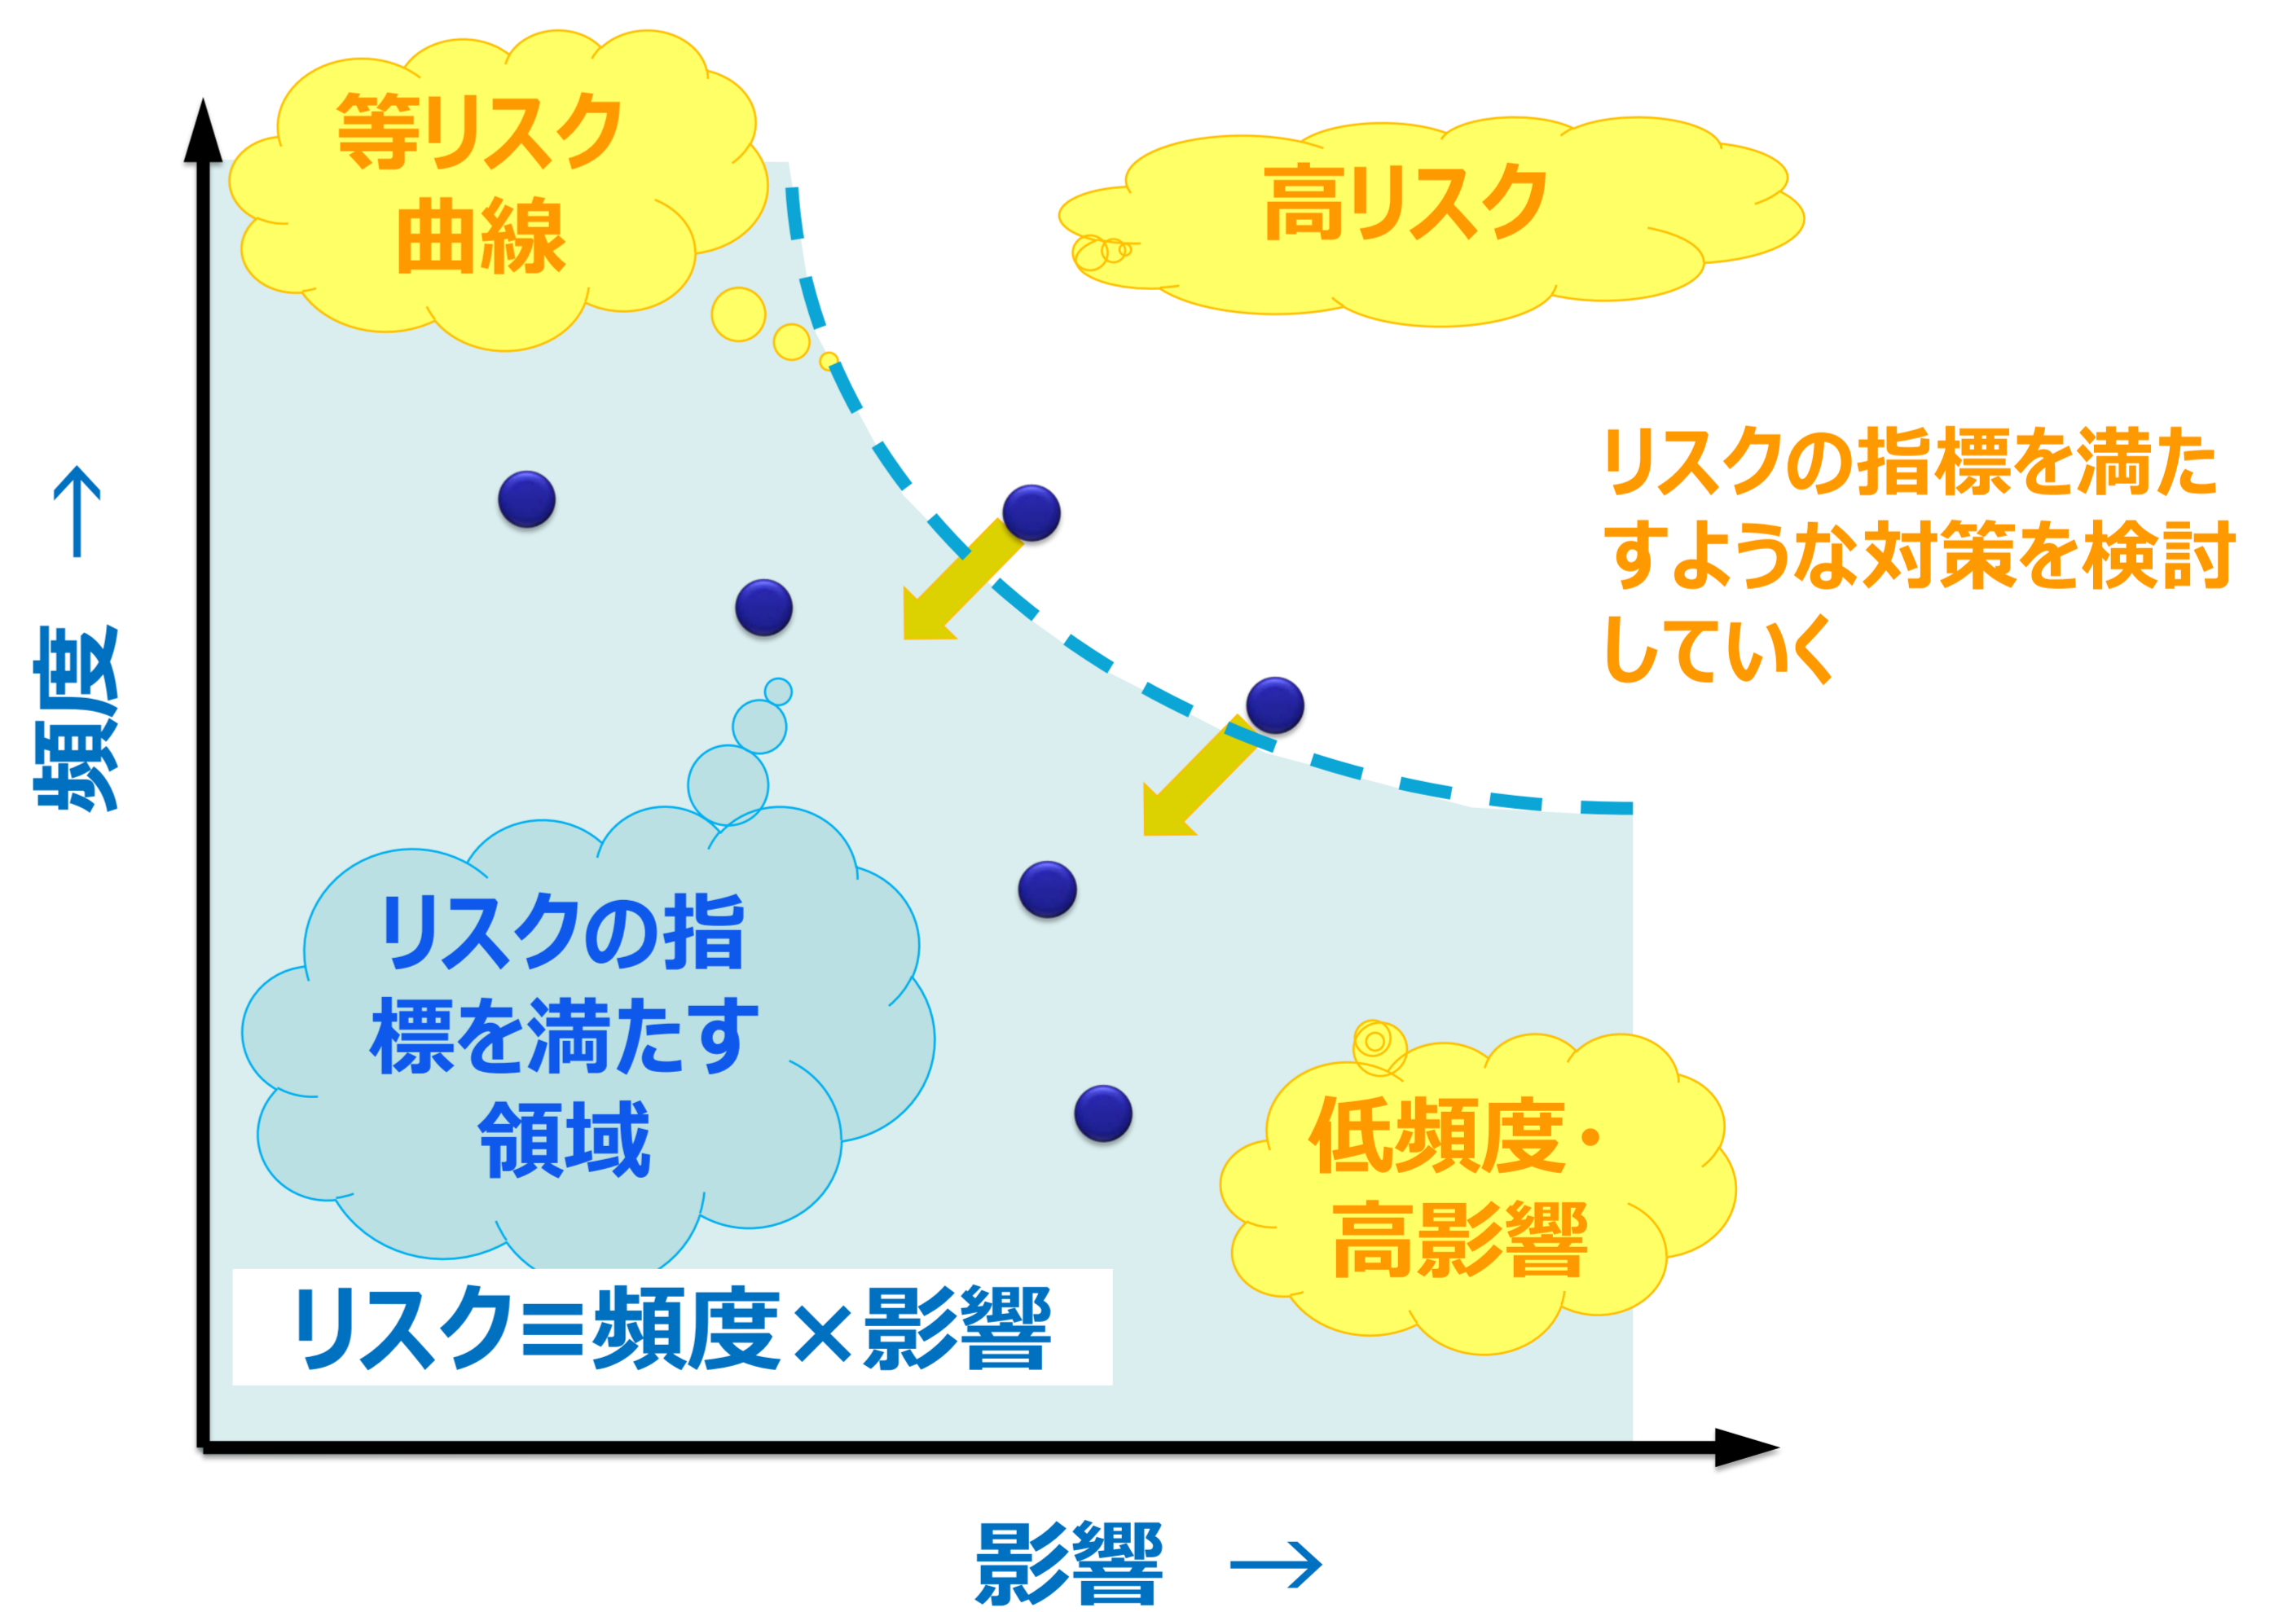 等リスク
曲線
高リスク
リスクの指標を満た
すような対策を検討
していく
頻度 →
リスクの指
標を満たす
領域
低頻度・
高影響
リスク≡頻度×影響
影響 →